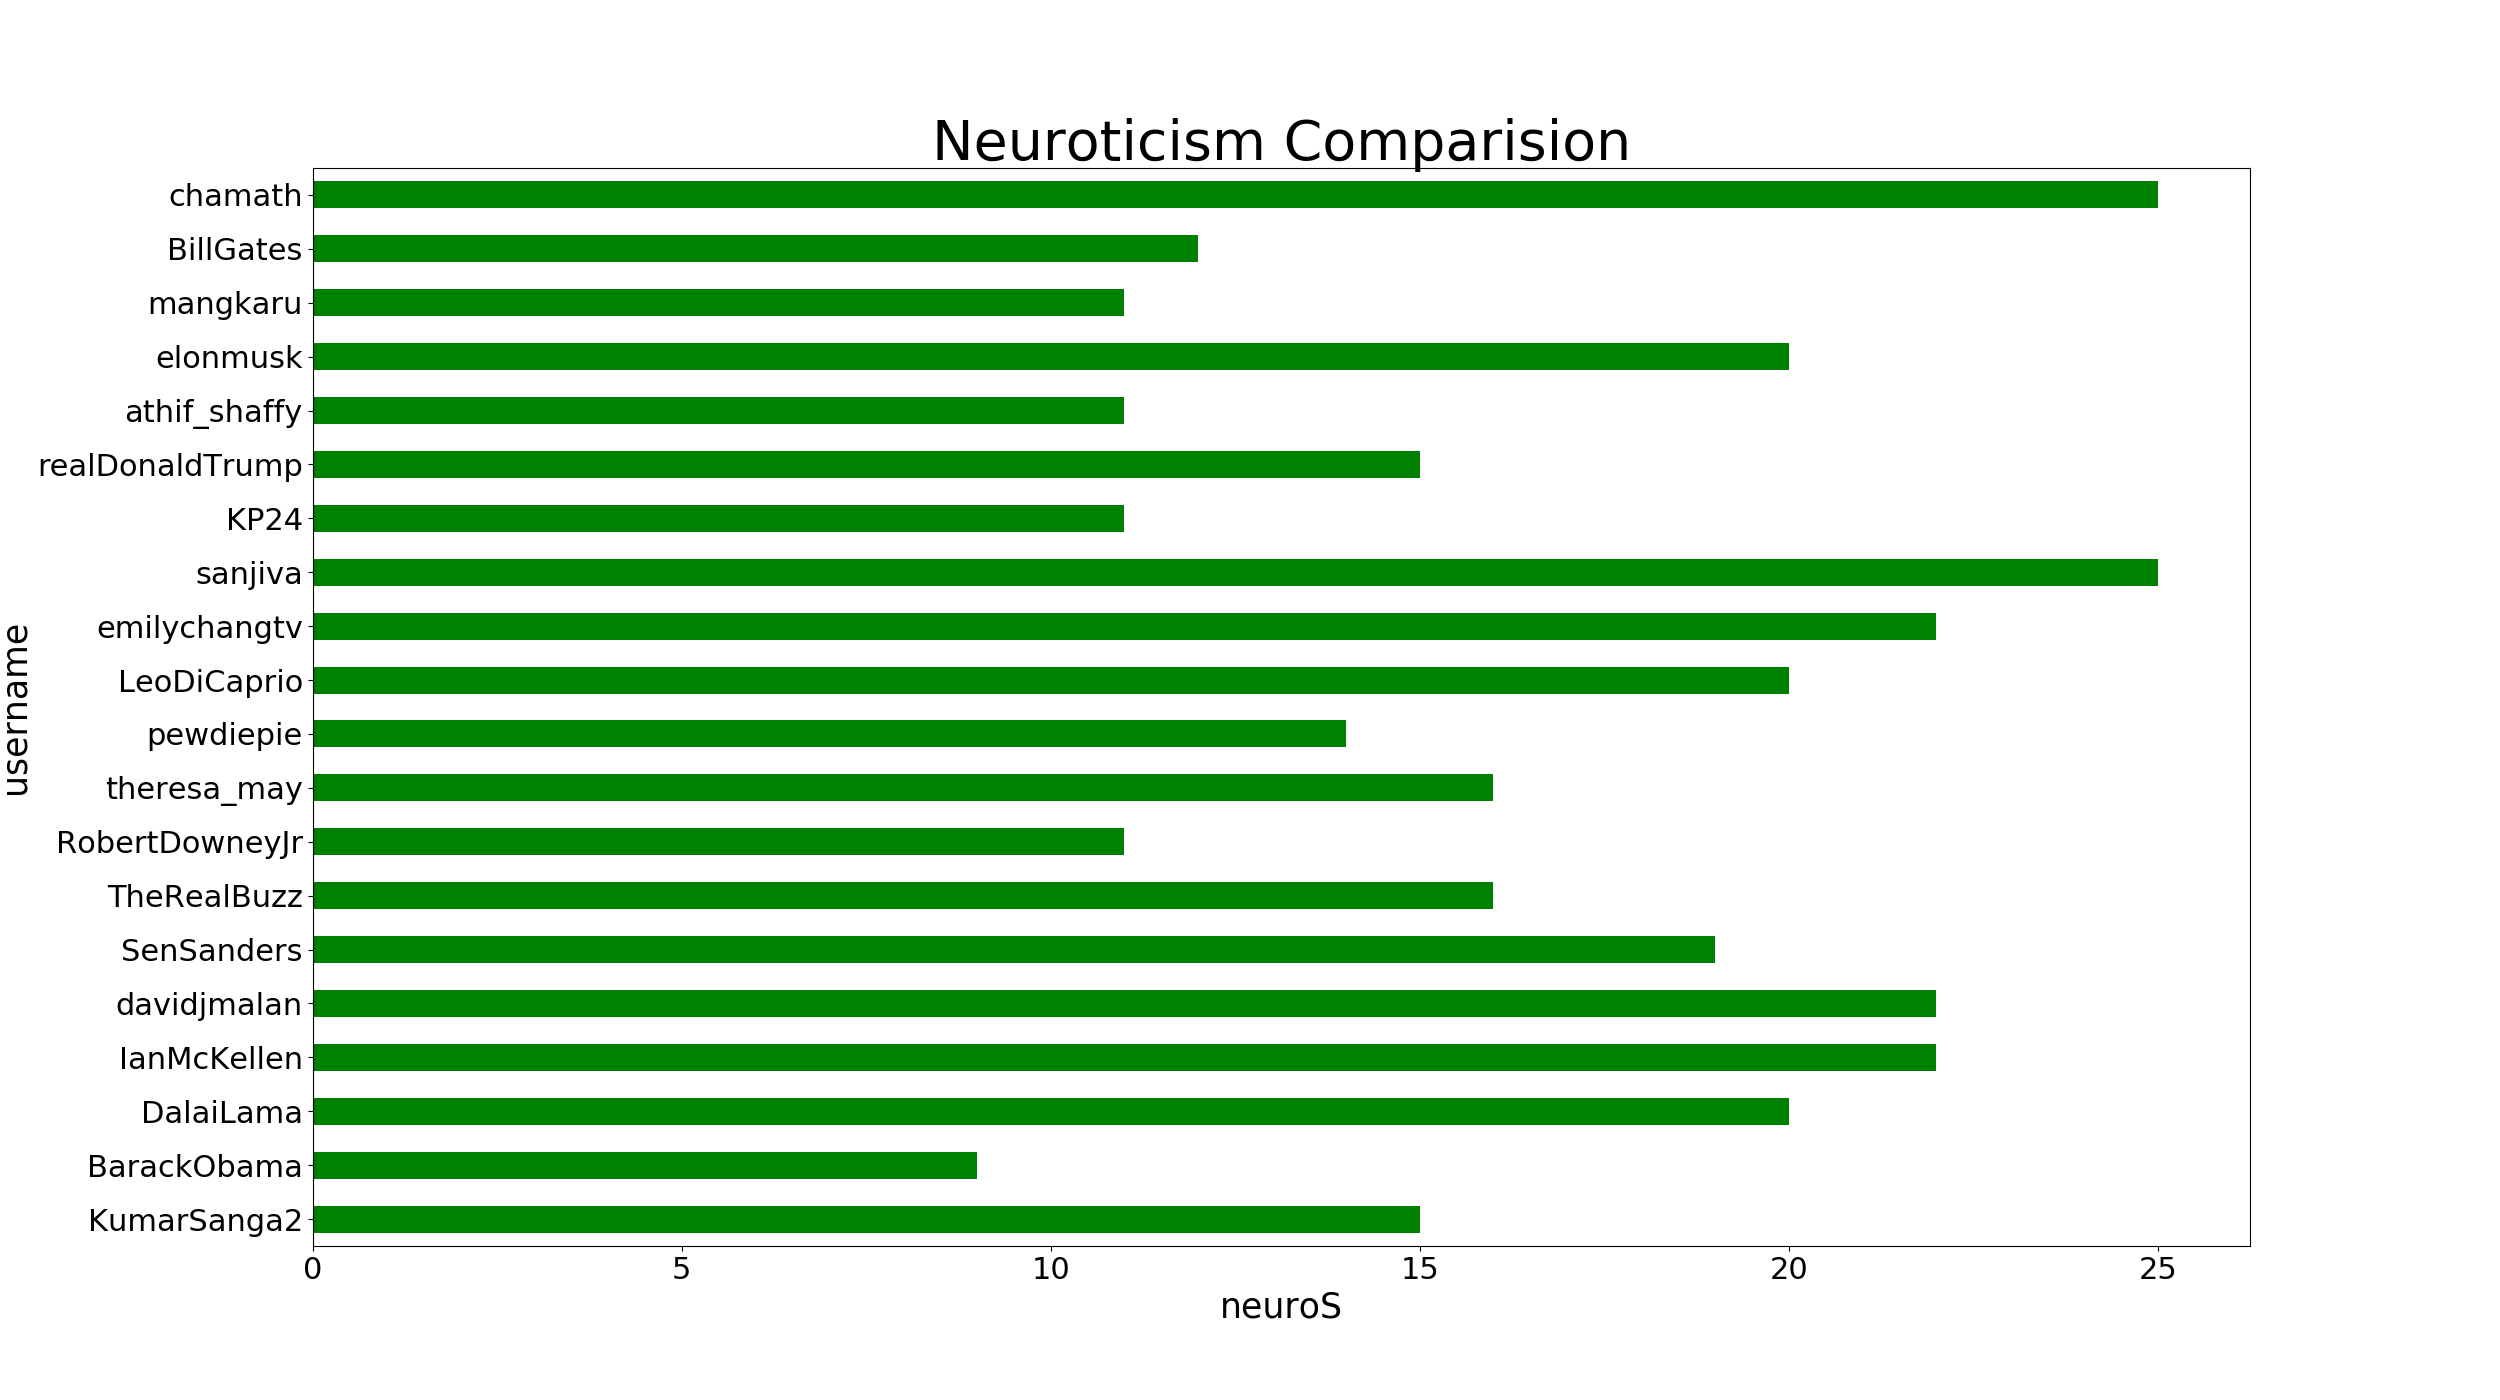 Neuroticism Comparision
chamath
BillGates
mangkaru
elonmusk
athif_shaffy
realDonaldTrump
KP24
sanjiva
emilychangtv
LeoDiCaprio
pewdiepie
theresa_may
RobertDowneyJr
TheRealBuzz
SenSanders
davidjmalan
IanMcKellen
DalaiLama
BarackObama
KumarSanga2
username
0 5 10 15 20 25
neuroS